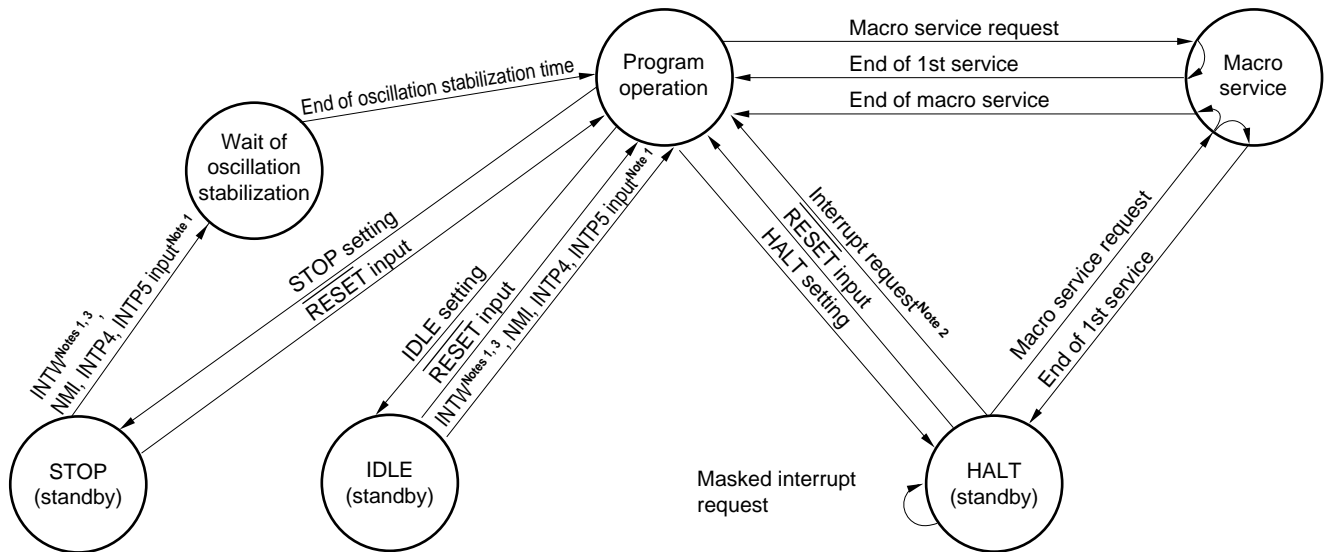 Macro service request
End of 1st service
End of macro service
Program
operation
Macro
service
End of oscillation stabilization time
Wait of
oscillation
stabilization
INTW Notes 1, 3,
NMI, INTP4, INTP5 input Note 1
STOP setting
RESET input
IDLE setting
RESET input
INTW Notes 1, 3, NMI, INTP4, INTP5 input Note 1
Interrupt request Note 2
RESET input
HALT setting
Macro service request
End of 1st service
STOP
(standby)
IDLE
(standby)
Masked interrupt
request
HALT
(standby)